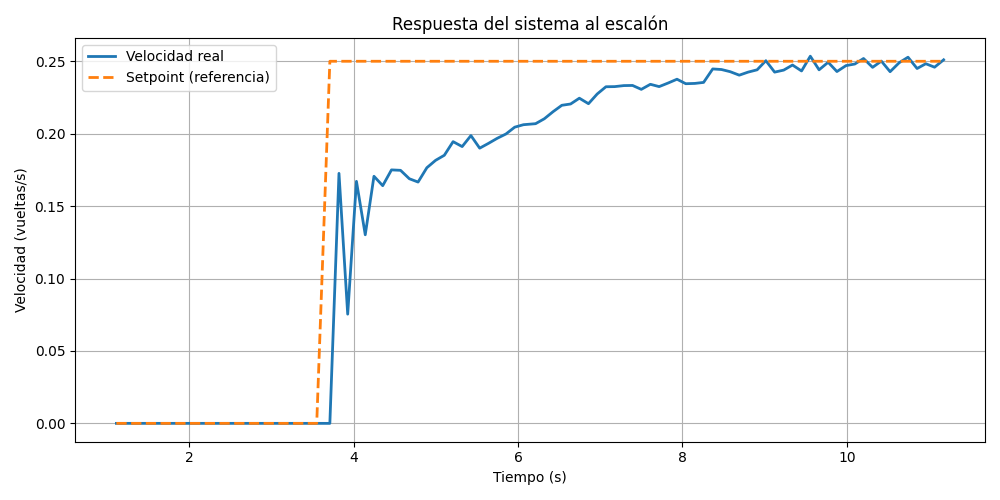 Respuesta del sistema al escalón
Velocidad real
Setpoint (referencia)
0.25
0.20
0.15
0.10
0.05
0.00
Velocidad (vueltas/s)
2 4 6 8 10
Tiempo (s)